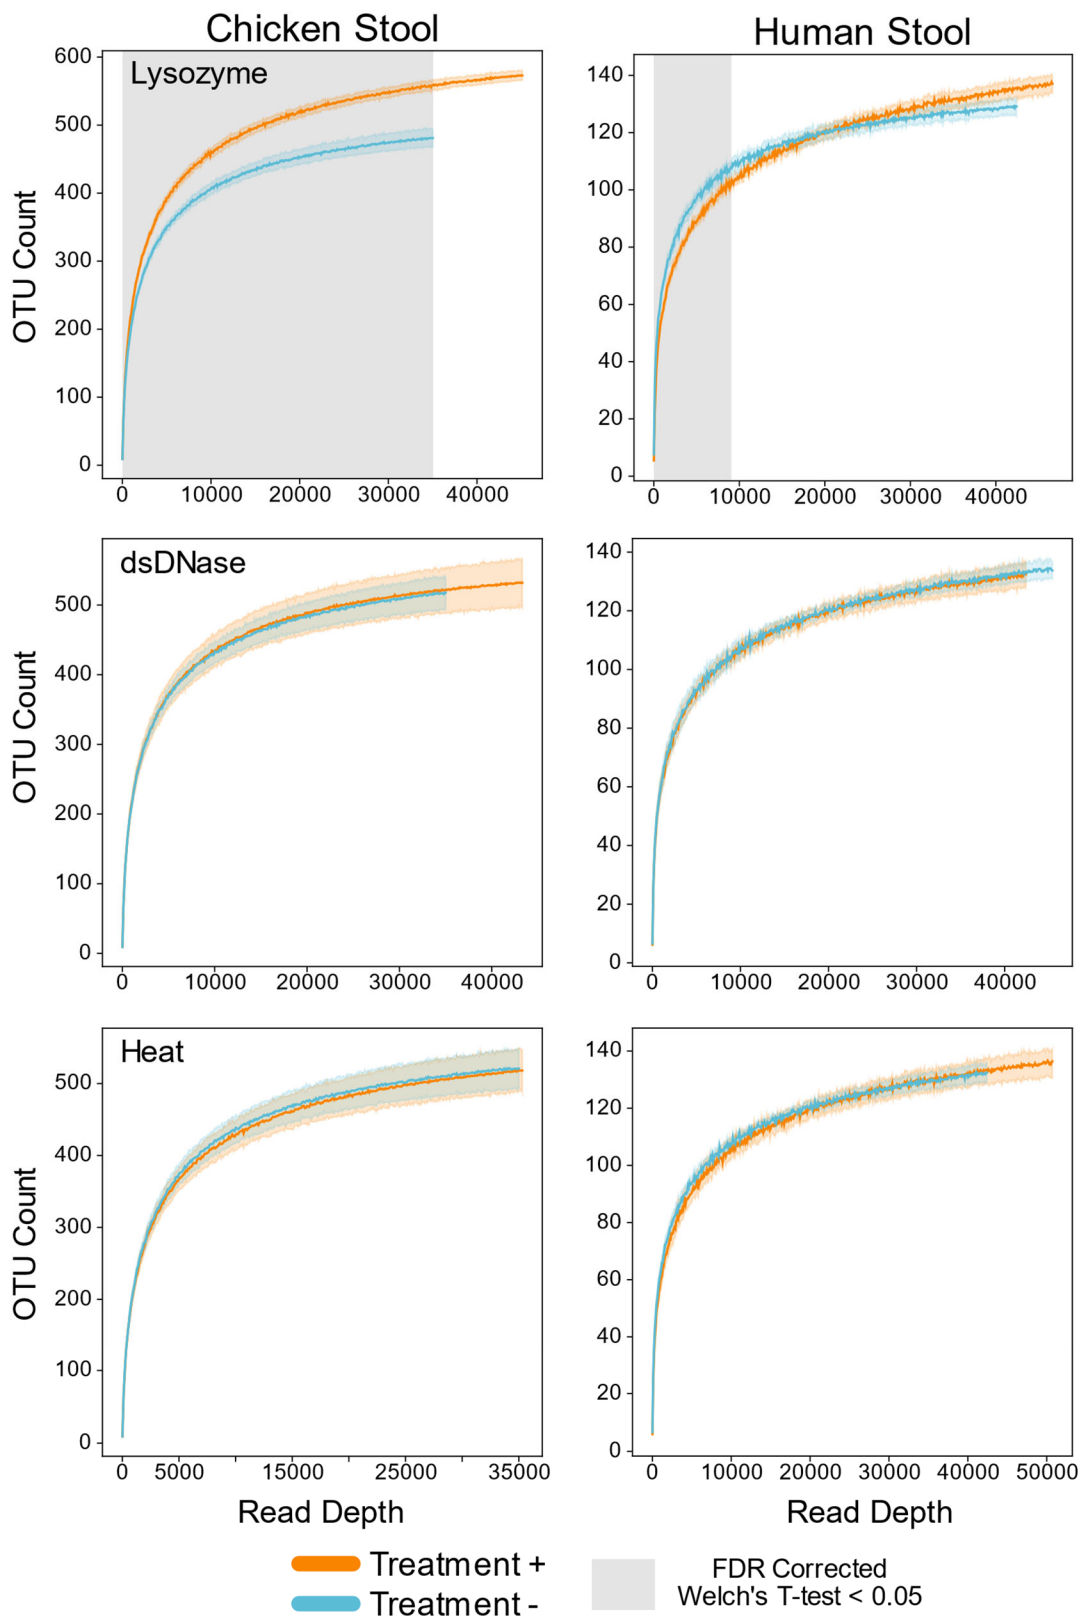 Chicken Stool
Human Stool
Lysozyme
OTU Count
600
500
400
300
200
100
0
0 10000 20000 30000 40000
140
120
100
80
60
40
20
0
0 10000 20000 30000 40000
dsDNase
OTU Count
500
400
300
200
100
0
0 10000 20000 30000 40000
140
120
100
80
60
40
20
0
0 10000 20000 30000 40000
Heat
OTU Count
500
400
300
200
100
0
0 5000 15000 25000 35000
Read Depth
140
120
100
80
60
40
20
0
0 10000 20000 30000 40000 50000
Read Depth
Treatment +
Treatment -
FDR Corrected
Welch's T-test < 0.05